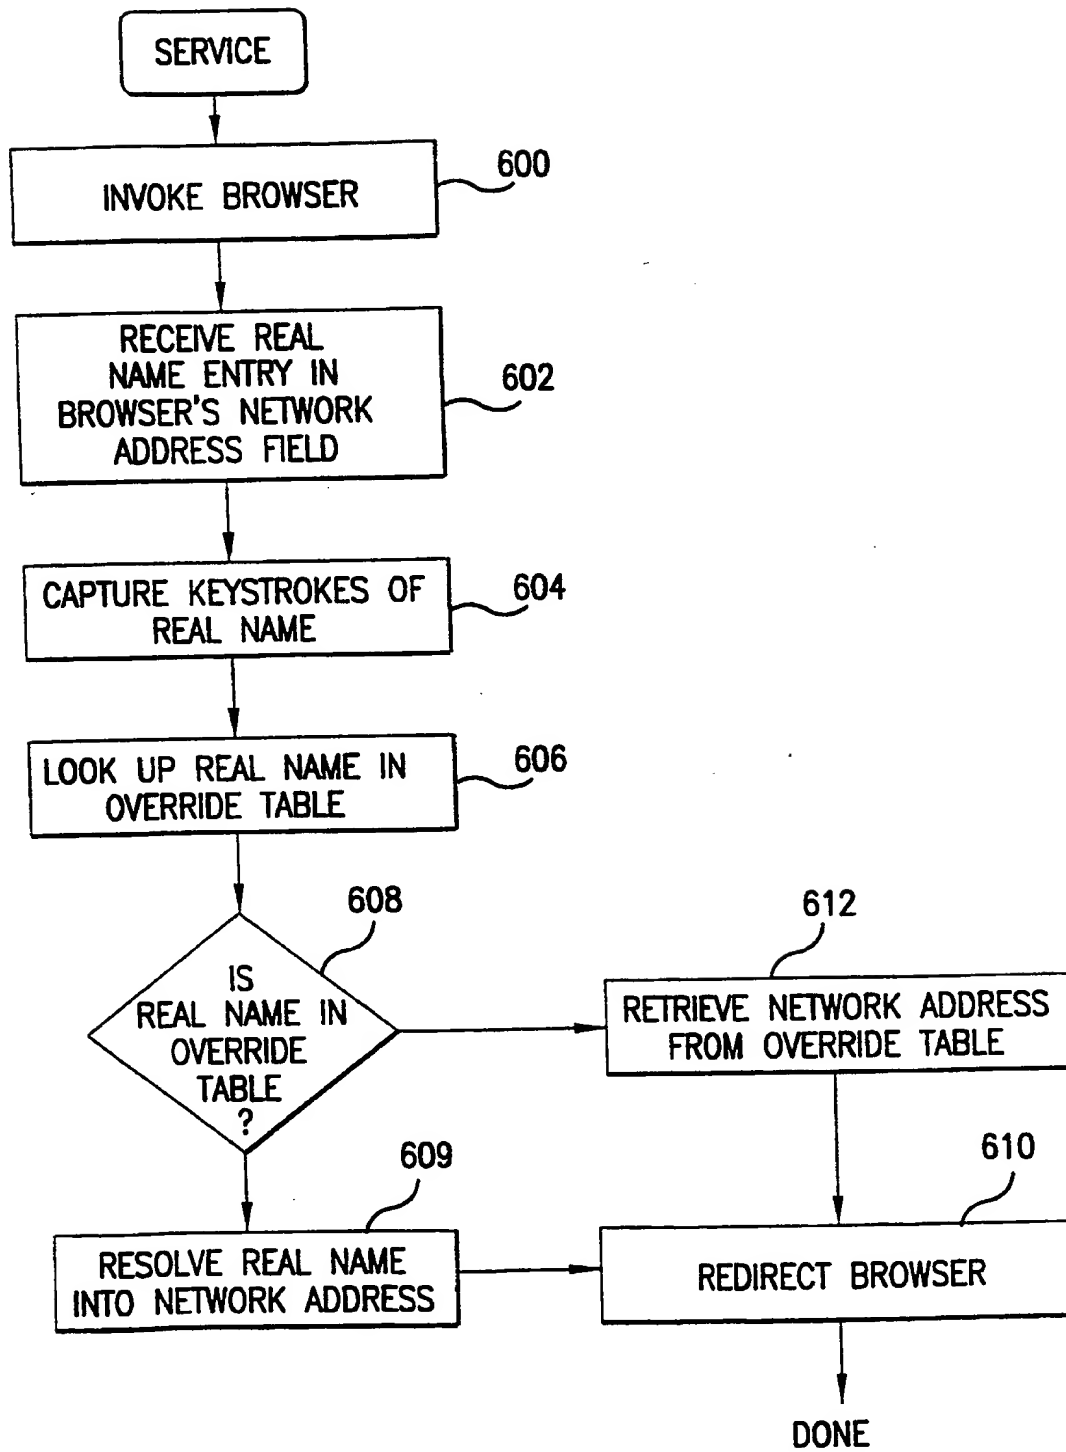 SERVICE
600
INVOKE BROWSER
RECEIVE REAL
NAME ENTRY IN
BROWSER'S NETWORK
ADDRESS FIELD
602
CAPTURE KEYSTROKES OF
REAL NAME
604
LOOK UP REAL NAME IN
OVERRIDE TABLE
606
608
IS
REAL NAME IN
OVERRIDE
TABLE
?
612
RETRIEVE NETWORK ADDRESS
FROM OVERRIDE TABLE
609
RESOLVE REAL NAME
INTO NETWORK ADDRESS
610
REDIRECT BROWSER
DONE